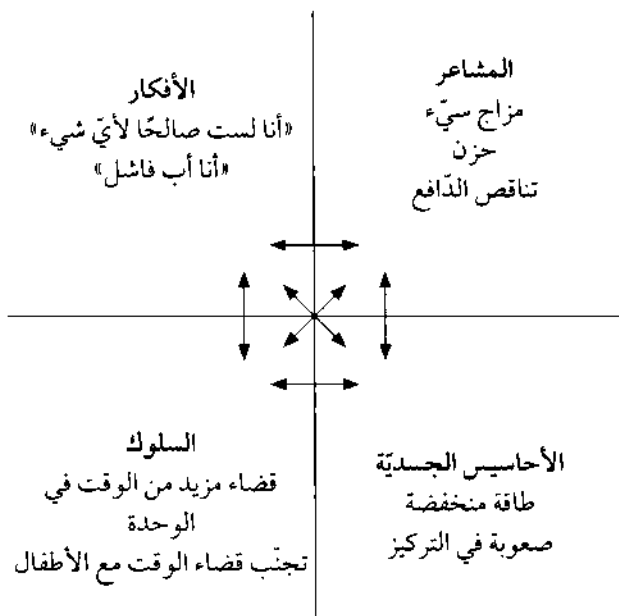 المشاعر
مزاج سيّء
حزن
تناقص الدّافع
الأفكار
«أنا لست صالحًا لأيّ شيء»
«أنا أب فاشل»
الأحاسيس الجسديّة
طاقة منخفضة
صعوبة في التركيز
السلوك
قضاء مزيد من الوقت في
الوحدة
تجنّب قضاء الوقت مع الأطفال